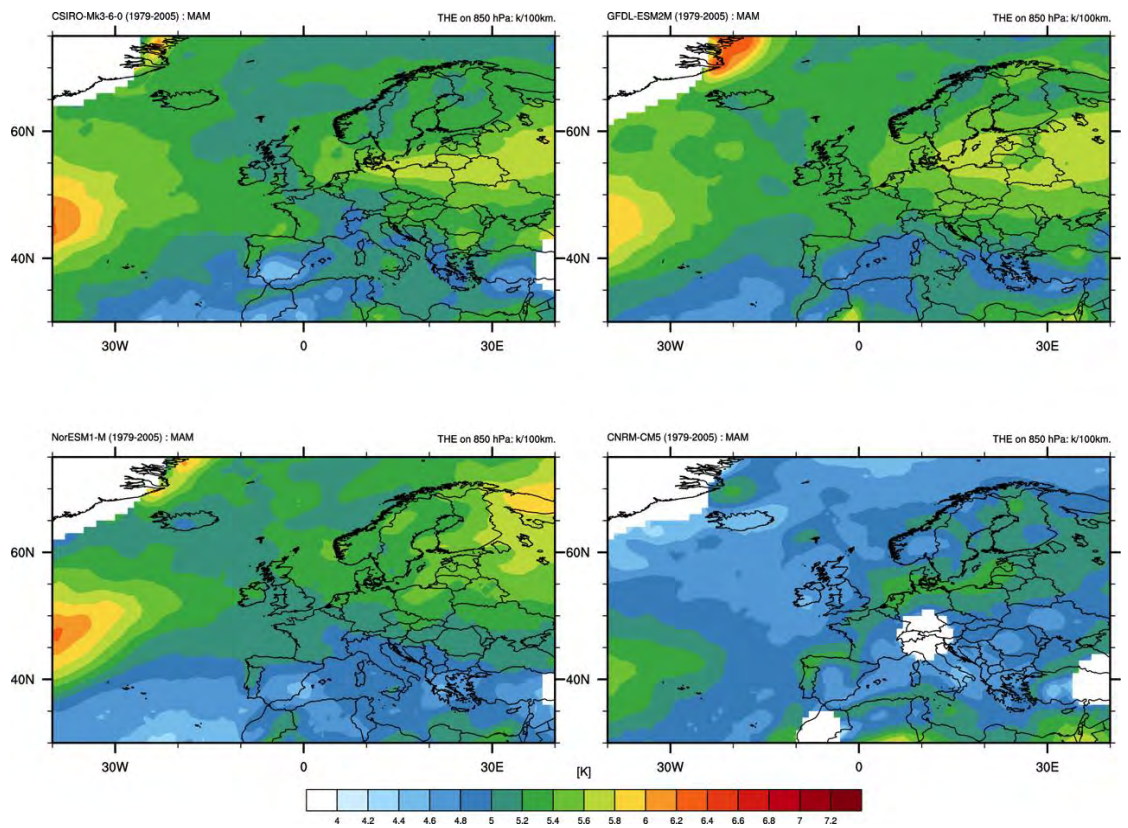 CSIRO-Mk3-6-0 (1979-2005) : MAM THE on 850 hPa: k/100km.
60N
40N
30W 0 30E
GFDL-ESM2M (1979-2005) : MAM THE on 850 hPa: k/100km.
60N
40N
30W 0 30E
NorESM1-M (1979-2005) : MAM THE on 850 hPa: k/100km.
60N
40N
30W 0 30E
CNRM-CM5 (1979-2005) : MAM THE on 850 hPa: k/100km.
60N
40N
30W 0 30E
[K]
4 4.2 4.4 4.6 4.8 5 5.2 5.4 5.6 5.8 6 6.2 6.4 6.6 6.8 7 7.2